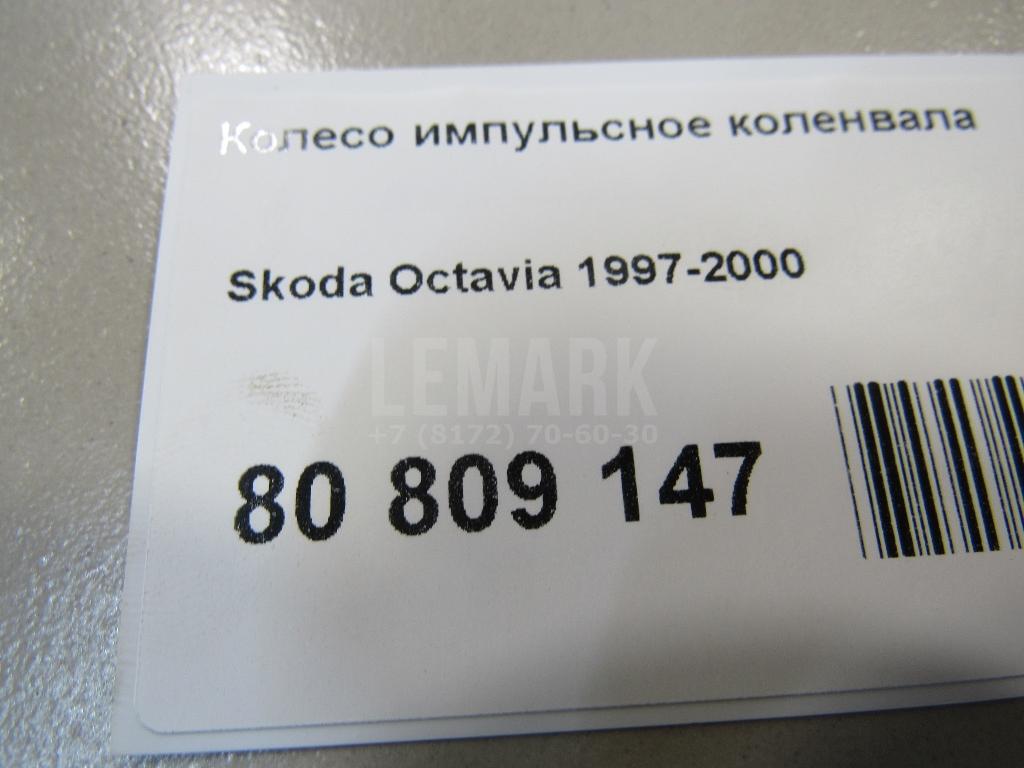 Колесо импульсное коленвала
Skoda Octavia 1997-2000
LEMARK
+7 (8172) 70-60-30
80 809 147